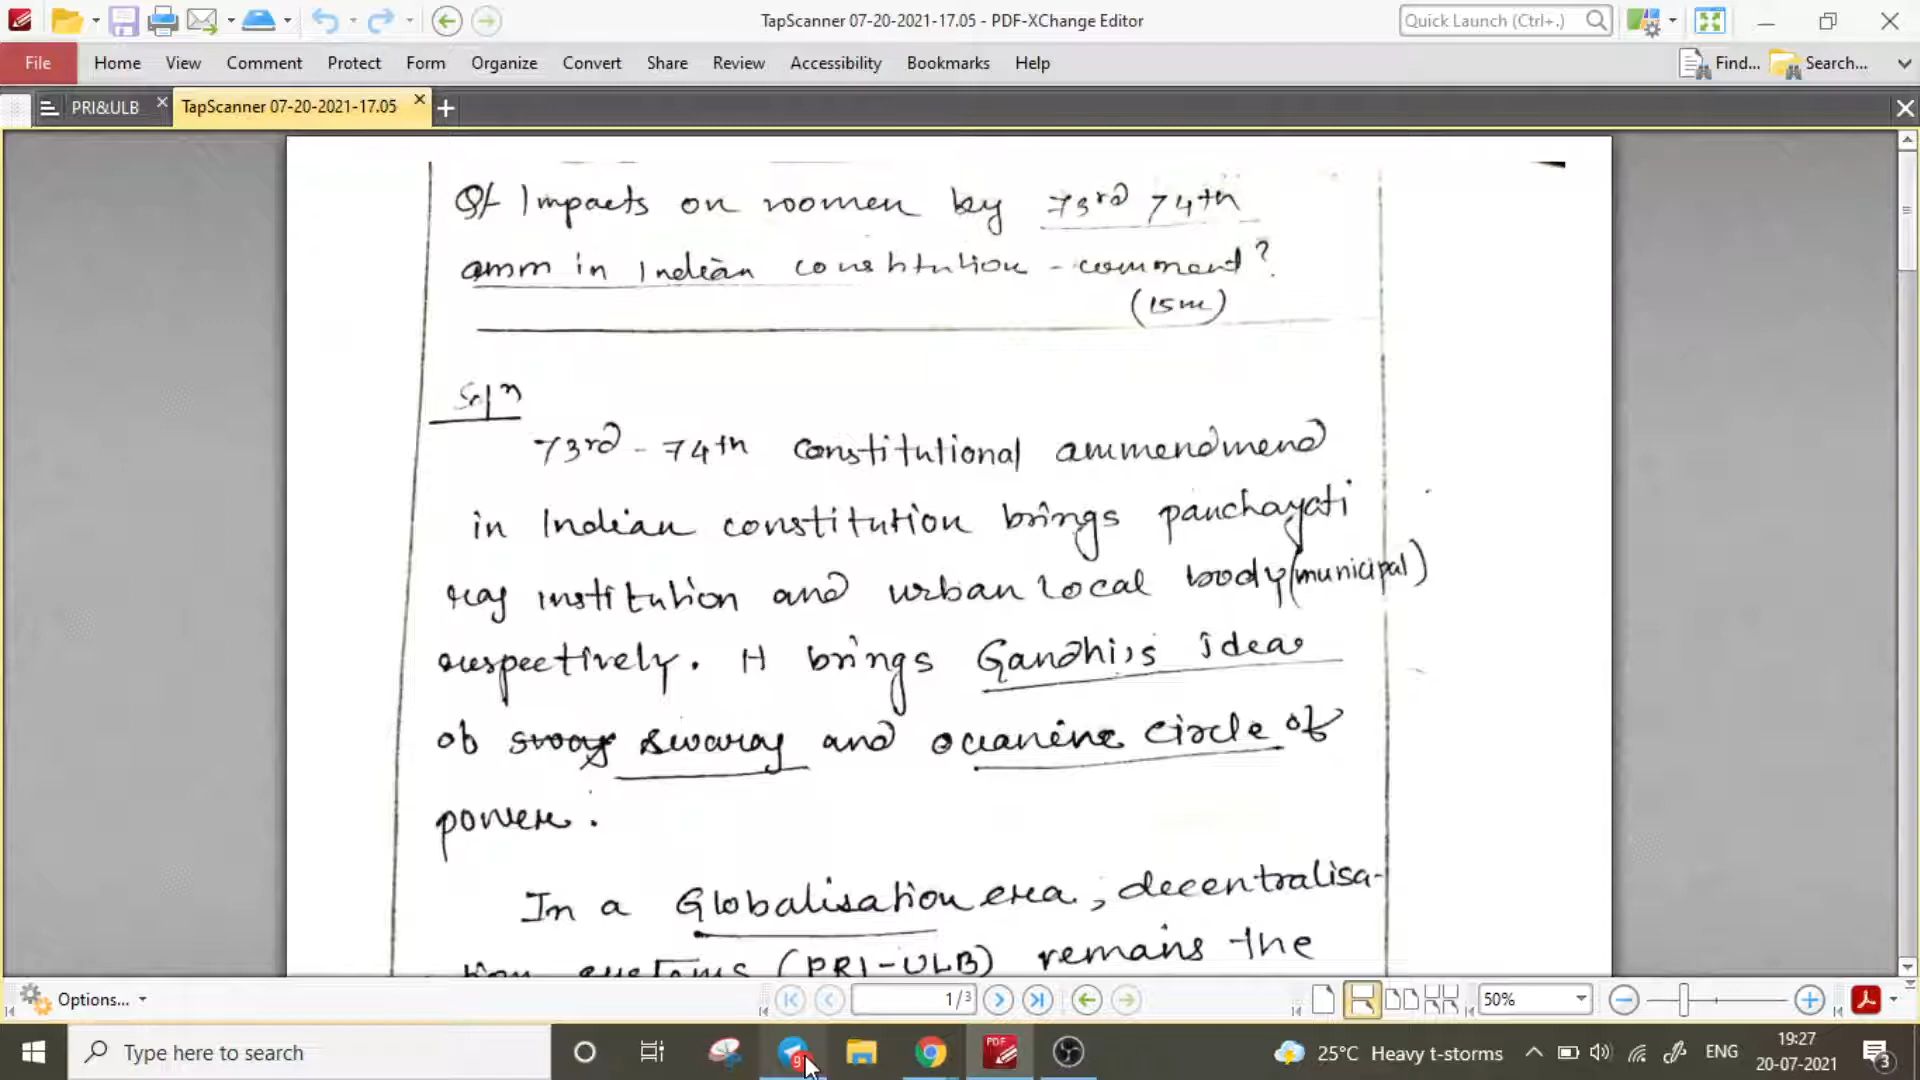 TapScanner 07-20-2021-17.05 - PDF-XChange Editor
Quick Launch (Ctrl+.)
File Home View Comment Protect Form Organize Convert Share Review Accessibility Bookmarks Help Find... Search...
PRI&ULB TapScanner 07-20-2021-17.05
Impacts on women by 73rd 74th
amm in Indian constitution - comment?
(15m)
Soln
73rd - 74th constitutional ammendmend
in Indian constitution brings panchayati
raj institution and urban local body (municipal)
respectively. It brings Gandhi's idea
of swaraj and oceanine circle of
power.
In a Globalisation era, decentralisa-
tion systems (PRI-ULB) remains the
Options... 1/3 50%
Type here to search
25°C Heavy t-storms ENG 19:27
20-07-2021 3